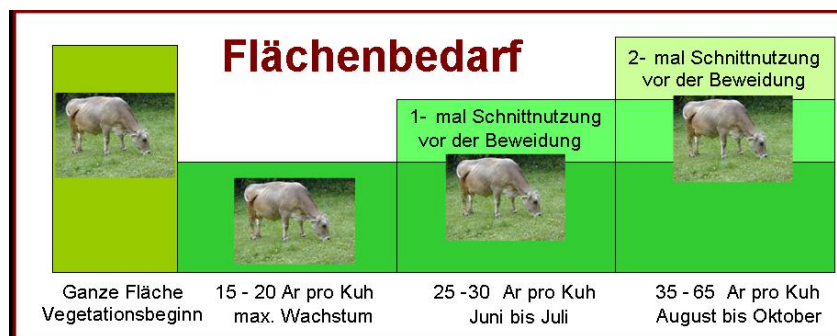 Flächenbedarf
2- mal Schnittnutzung
vor der Beweidung
1- mal Schnittnutzung
vor der Beweidung
Ganze Fläche
Vegetationsbeginn
15 - 20 Ar pro Kuh
max. Wachstum
25 -30 Ar pro Kuh
Juni bis Juli
35 - 65 Ar pro Kuh
August bis Oktober